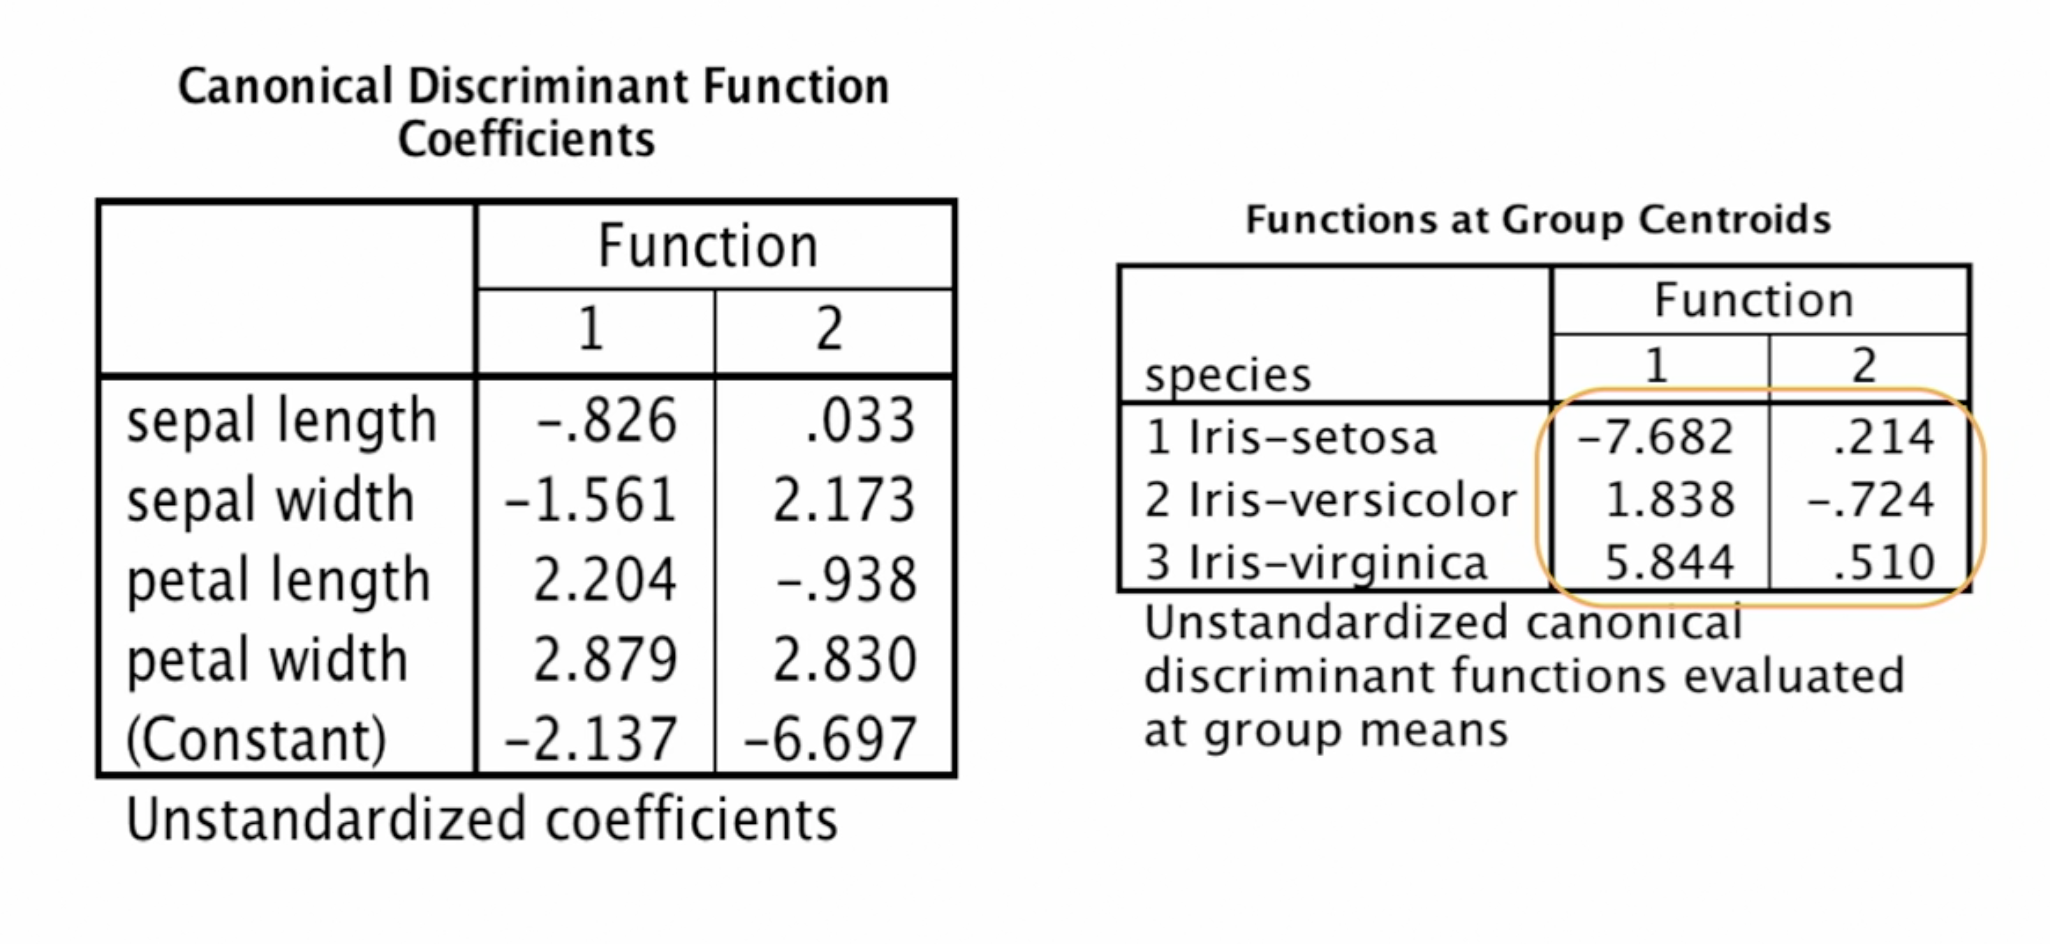 Canonical Discriminant Function
Coefficients
Function
1 2
sepal length -.826 .033
sepal width -1.561 2.173
petal length 2.204 -.938
petal width 2.879 2.830
(Constant) -2.137 -6.697
Unstandardized coefficients
Functions at Group Centroids
Function
species 1 2
1 Iris-setosa -7.682 .214
2 Iris-versicolor 1.838 -.724
3 Iris-virginica 5.844 .510
Unstandardized canonical
discriminant functions evaluated
at group means